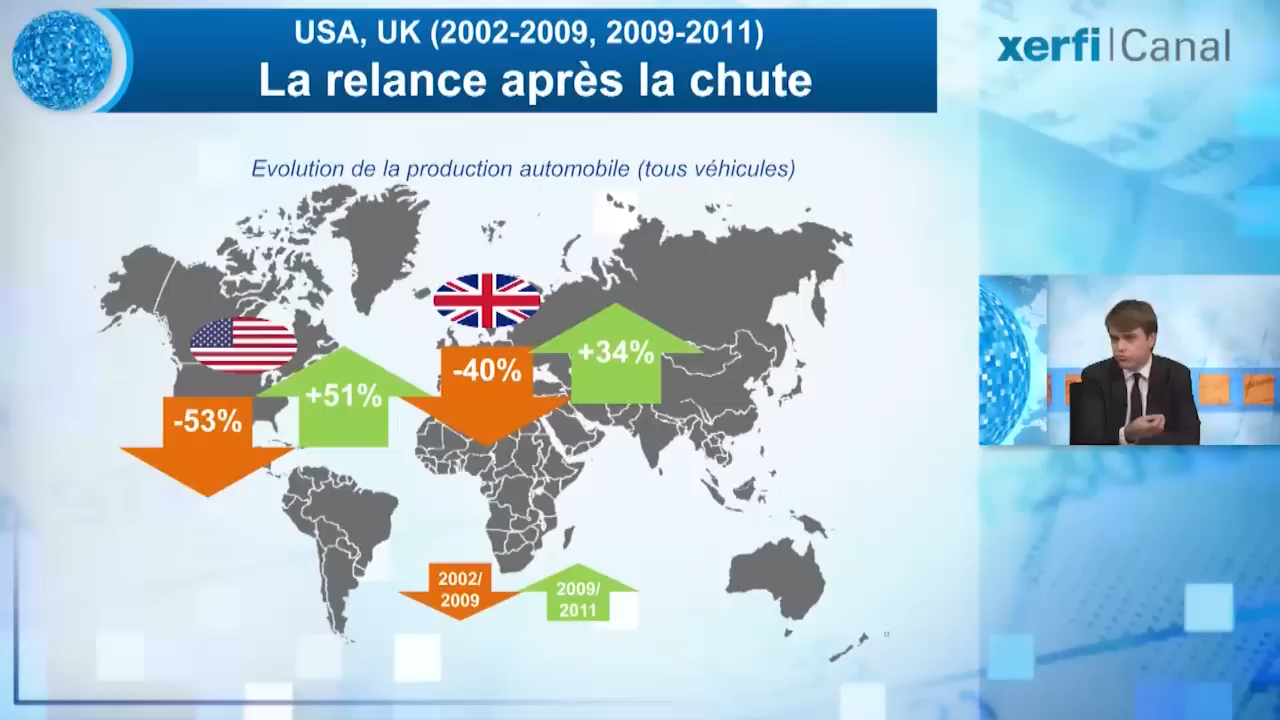 USA, UK (2002-2009, 2009-2011)
La relance après la chute
xerfi|Canal
Evolution de la production automobile (tous véhicules)
-53%
+51%
-40%
+34%
2002/
2009
2009/
2011